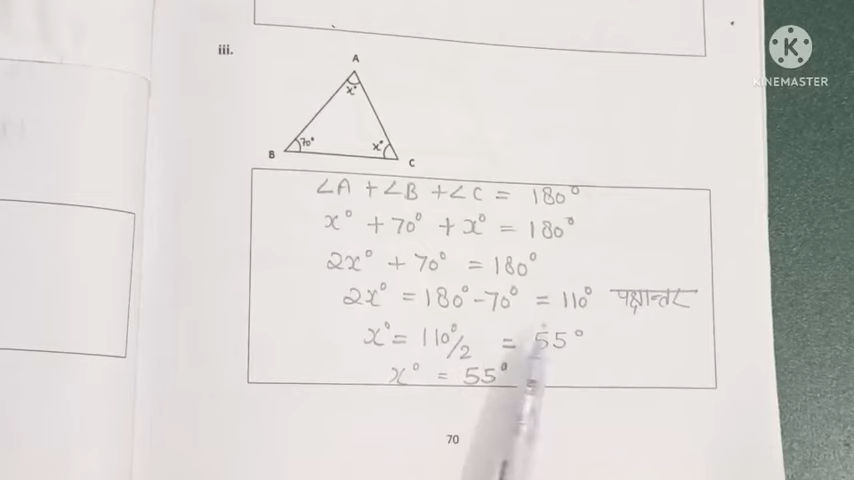 iii.
A
x°
70°
x°
B
C
∠A + ∠B + ∠C = 180°
x° + 70° + x° = 180°
2x° + 70° = 180°
2x° = 180° - 70° = 110° पक्षान्तर
x° = 110°/2 = 55°
x° = 55°
70
K
KINEMASTER